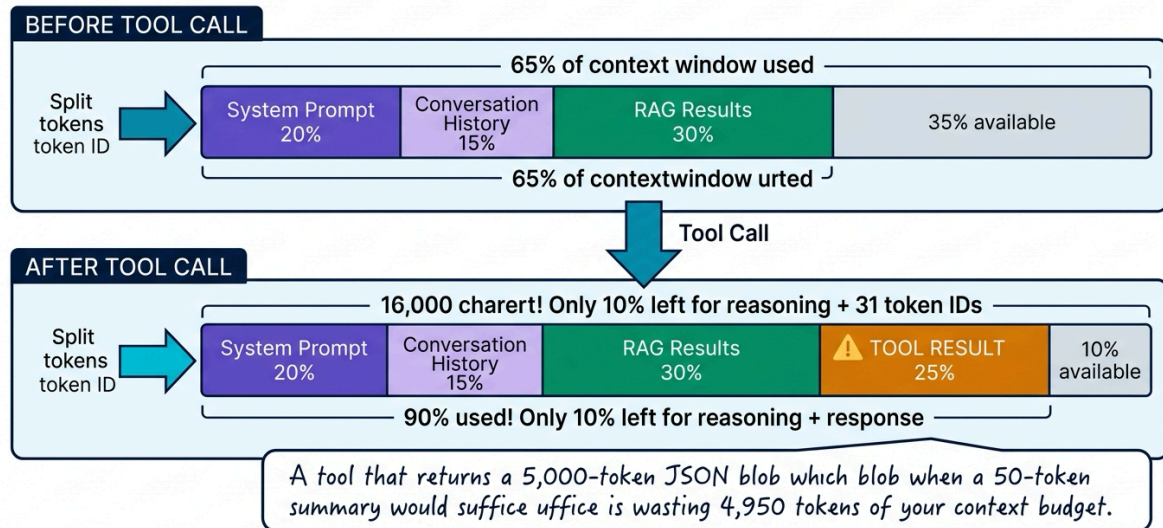 BEFORE TOOL CALL
65% of context window used
Split
tokens
token ID
System Prompt
20%
Conversation
History
15%
RAG Results
30%
35% available
65% of contextwindow urted
Tool Call
AFTER TOOL CALL
16,000 charert! Only 10% left for reasoning + 31 token IDs
Split
tokens
token ID
System Prompt
20%
Conversation
History
15%
RAG Results
30%
TOOL RESULT
25%
10%
available
90% used! Only 10% left for reasoning + response
A tool that returns a 5,000-token JSON blob which blob when a 50-token
summary would suffice uffice is wasting 4,950 tokens of your context budget.